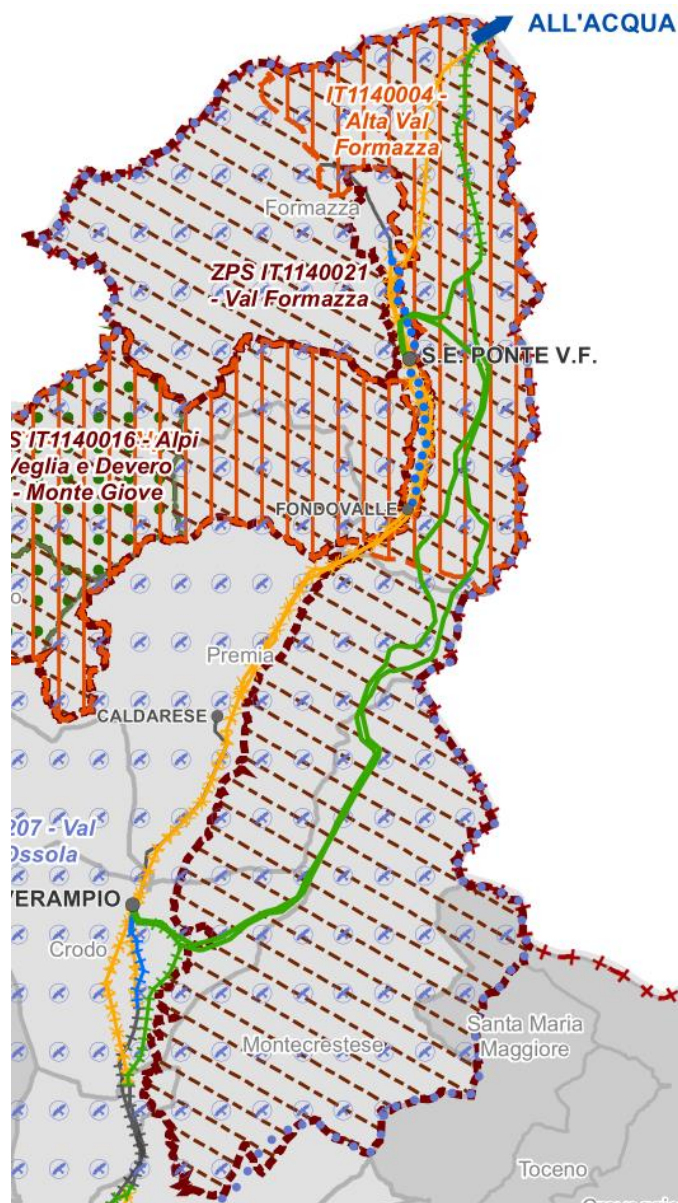 ALL'ACQUA
IT1140004 -
Alta Val
Formazza
Formazza
ZPS IT1140021
- Val Formazza
S.E. PONTE V.F.
S IT1140016 - Alpi
Veglia e Devero
- Monte Giove
FONDOVALLE
o
Premia
CALDARESE
207 - Val
Ossola
VERAMPIO
Crodo
Santa Maria
Maggiore
Montecrestese
Toceno